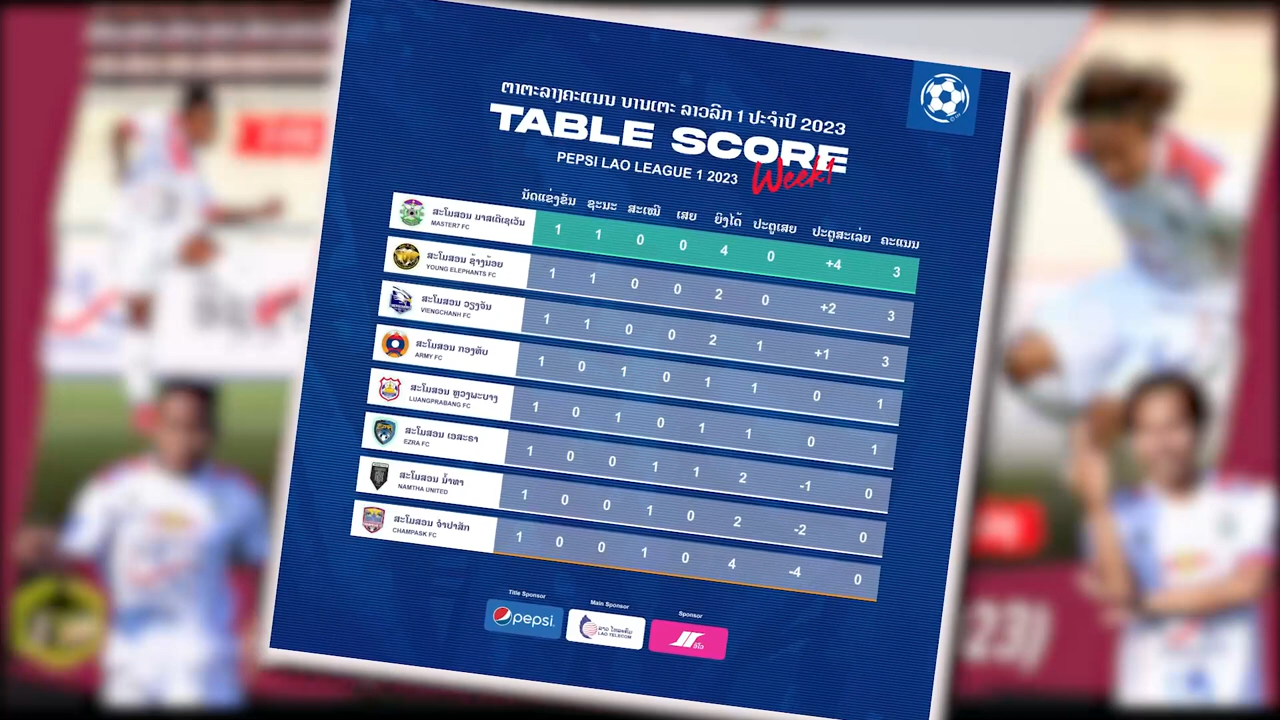 ຕາຕະລາງຄະແນນ ບານເຕະ ລາວລີກ 1 ປະຈຳປີ 2023
TABLE SCORE
PEPSI LAO LEAGUE 1 2023 Week1
ນັດແຂ່ງຂັນ ຊະນະ ສະເໝີ ເສຍ ຍິງໄດ້ ປະຕູເສຍ ປະຕູສະເລ່ຍ ຄະແນນ
ສະໂມສອນ ມາສເຕີເຊເວັນ
MASTER7 FC
1 1 0 0 4 0 +4 3
ສະໂມສອນ ຊ້າງນ້ອຍ
YOUNG ELEPHANTS FC
1 1 0 0 2 0 +2 3
ສະໂມສອນ ວຽງຈັນ
VIENGCHANH FC
1 1 0 0 2 1 +1 3
ສະໂມສອນ ກອງທັບ
ARMY FC
1 0 1 0 1 1 0 1
ສະໂມສອນ ຫຼວງພະບາງ
LUANGPRABANG FC
1 0 1 0 1 1 0 1
ສະໂມສອນ ເອສະຣາ
EZRA FC
1 0 0 1 1 2 -1 0
ສະໂມສອນ ນ້ຳທາ
NAMTHA UNITED
1 0 0 1 0 2 -2 0
ສະໂມສອນ ຈຳປາສັກ
CHAMPASK FC
1 0 0 1 0 4 -4 0
Title Sponsor Main Sponsor Sponsor
pepsi.
ລາວ ໂທລະຄົມ
LAO TELECOM
23)